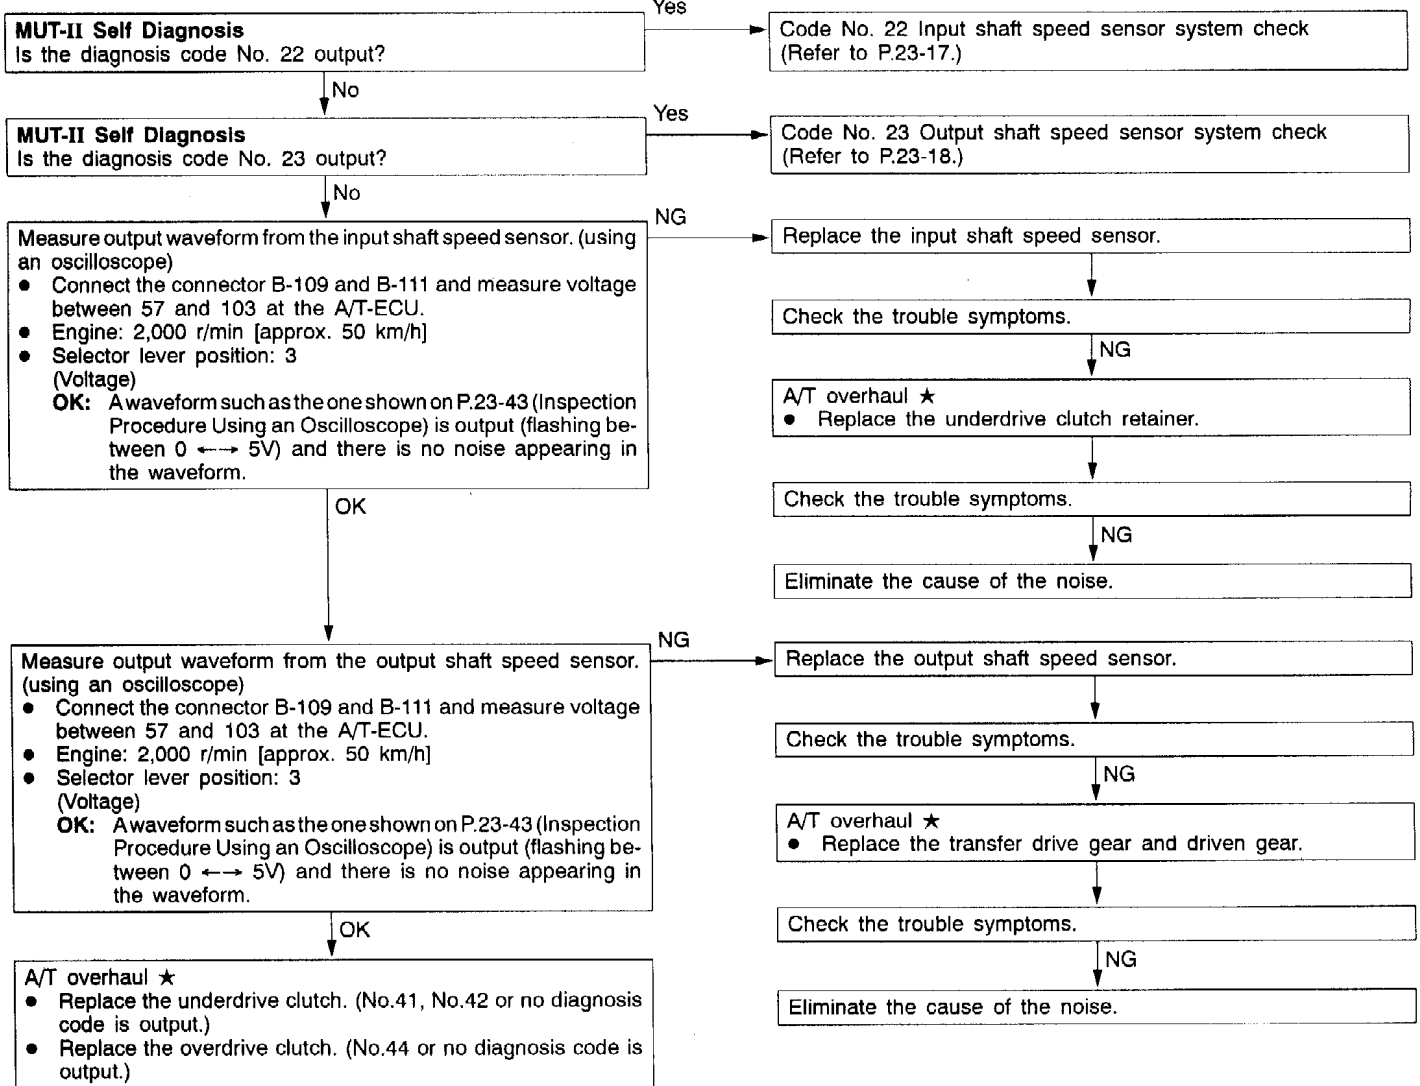 MUT-II Self Diagnosis
Is the diagnosis code No. 22 output?
Yes
Code No. 22 Input shaft speed sensor system check
(Refer to P.23-17.)
No
MUT-II Self Diagnosis
Is the diagnosis code No. 23 output?
Yes
Code No. 23 Output shaft speed sensor system check
(Refer to P.23-18.)
No
Measure output waveform from the input shaft speed sensor. (using
an oscilloscope)
● Connect the connector B-109 and B-111 and measure voltage
between 57 and 103 at the A/T-ECU.
● Engine: 2,000 r/min [approx. 50 km/h]
● Selector lever position: 3
(Voltage)
OK: A waveform such as the one shown on P.23-43 (Inspection
Procedure Using an Oscilloscope) is output (flashing be-
tween 0 ←→ 5V) and there is no noise appearing in
the waveform.
NG
Replace the input shaft speed sensor.
Check the trouble symptoms.
NG
A/T overhaul ★
● Replace the underdrive clutch retainer.
Check the trouble symptoms.
NG
Eliminate the cause of the noise.
OK
Measure output waveform from the output shaft speed sensor.
(using an oscilloscope)
● Connect the connector B-109 and B-111 and measure voltage
between 57 and 103 at the A/T-ECU.
● Engine: 2,000 r/min [approx. 50 km/h]
● Selector lever position: 3
(Voltage)
OK: A waveform such as the one shown on P.23-43 (Inspection
Procedure Using an Oscilloscope) is output (flashing be-
tween 0 ←→ 5V) and there is no noise appearing in
the waveform.
NG
Replace the output shaft speed sensor.
Check the trouble symptoms.
NG
A/T overhaul ★
● Replace the transfer drive gear and driven gear.
Check the trouble symptoms.
NG
Eliminate the cause of the noise.
OK
A/T overhaul ★
● Replace the underdrive clutch. (No.41, No.42 or no diagnosis
code is output.)
● Replace the overdrive clutch. (No.44 or no diagnosis code is
output.)